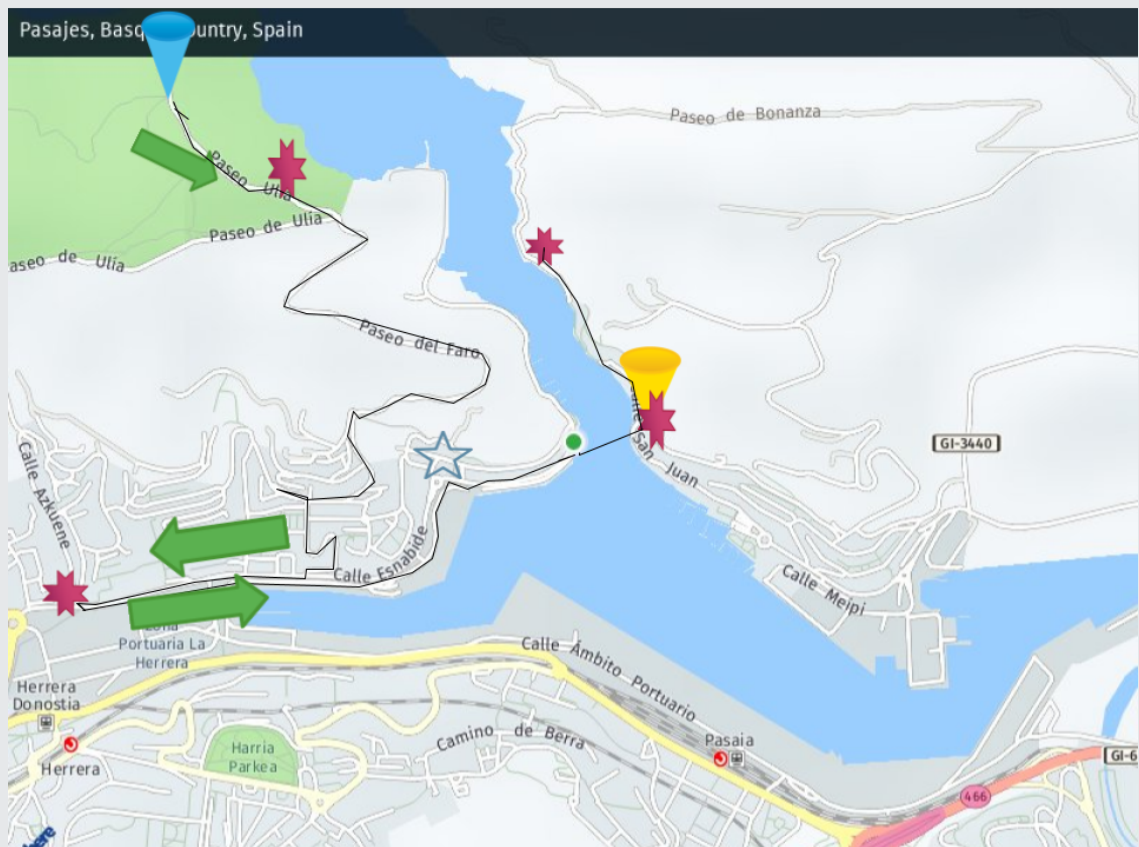 Pasajes, Basq untry, Spain
Paseo de Bonanza
Paseo Ulia
Paseo de Ulía
aseo de Ulía
Paseo del Faro
Calle Azkuene
San Juan
GI-3440
Calle Esnabide
Calle Meipi
Portuaria La
Herrera
Calle Ámbito Portuario
Herrera
Donostia
Herrera
Harria
Parkea
Camino de Berra
Pasaia
GI-6
466
here